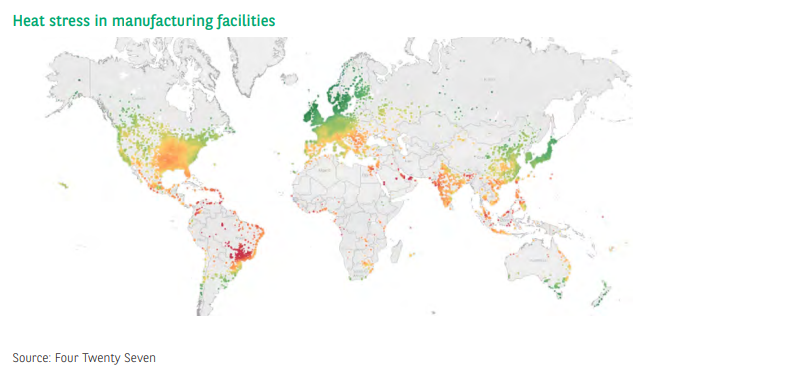 Heat stress in manufacturing facilities
Source: Four Twenty Seven